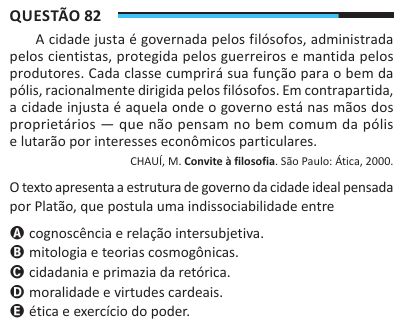 QUESTÃO 82
A cidade justa é governada pelos filósofos, administrada
pelos cientistas, protegida pelos guerreiros e mantida pelos
produtores. Cada classe cumprirá sua função para o bem da
pólis, racionalmente dirigida pelos filósofos. Em contrapartida,
a cidade injusta é aquela onde o governo está nas mãos dos
proprietários — que não pensam no bem comum da pólis
e lutarão por interesses econômicos particulares.
CHAUÍ, M. Convite à filosofia. São Paulo: Ática, 2000.
O texto apresenta a estrutura de governo da cidade ideal pensada
por Platão, que postula uma indissociabilidade entre
A cognoscência e relação intersubjetiva.
B mitologia e teorias cosmogônicas.
C cidadania e primazia da retórica.
D moralidade e virtudes cardeais.
E ética e exercício do poder.